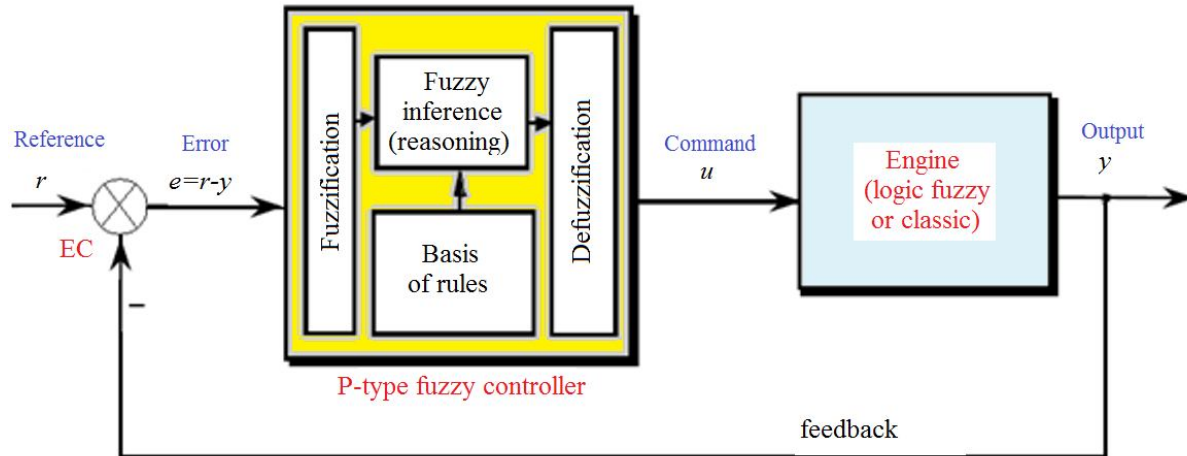 Reference
r
EC
Error
e=r-y
Fuzzification
Fuzzy
inference
(reasoning)
Basis
of rules
Defuzzification
P-type fuzzy controller
Command
u
Engine
(logic fuzzy
or classic)
Output
y
–
feedback